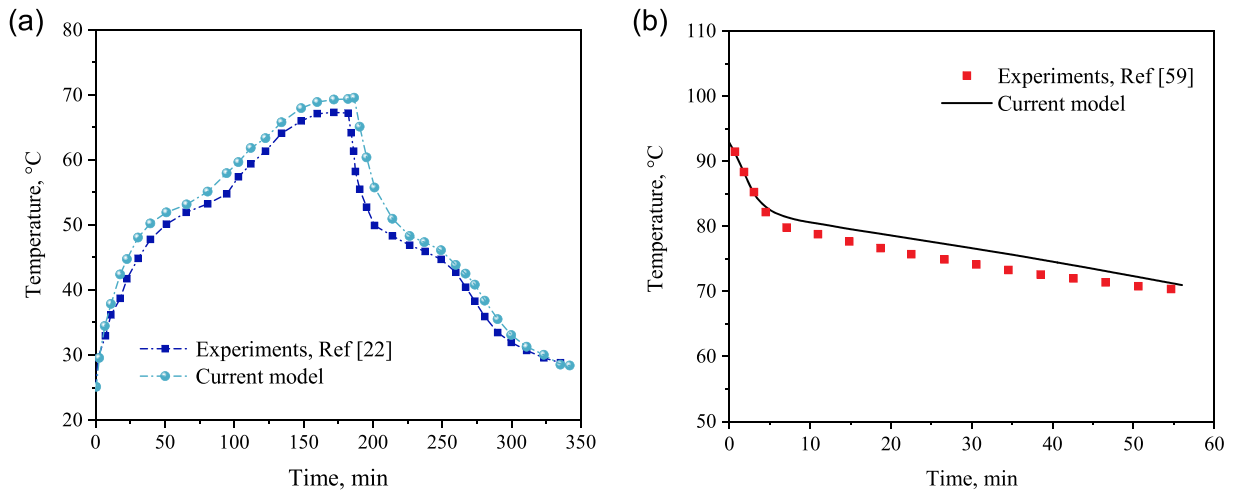 (a)
80
70
60
50
40
30
20
Temperature, °C
Experiments, Ref [22]
Current model
0 50 100 150 200 250 300 350
Time, min
(b)
110
100
90
80
70
60
50
Temperature, °C
Experiments, Ref [59]
Current model
0 10 20 30 40 50 60
Time, min